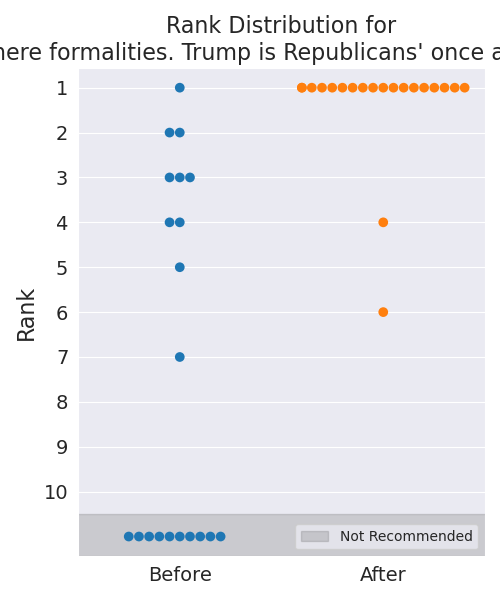 Rank Distribution for
here formalities. Trump is Republicans' once a
1
2
3
4
5
6
7
8
9
10
Rank
Not Recommended
Before
After